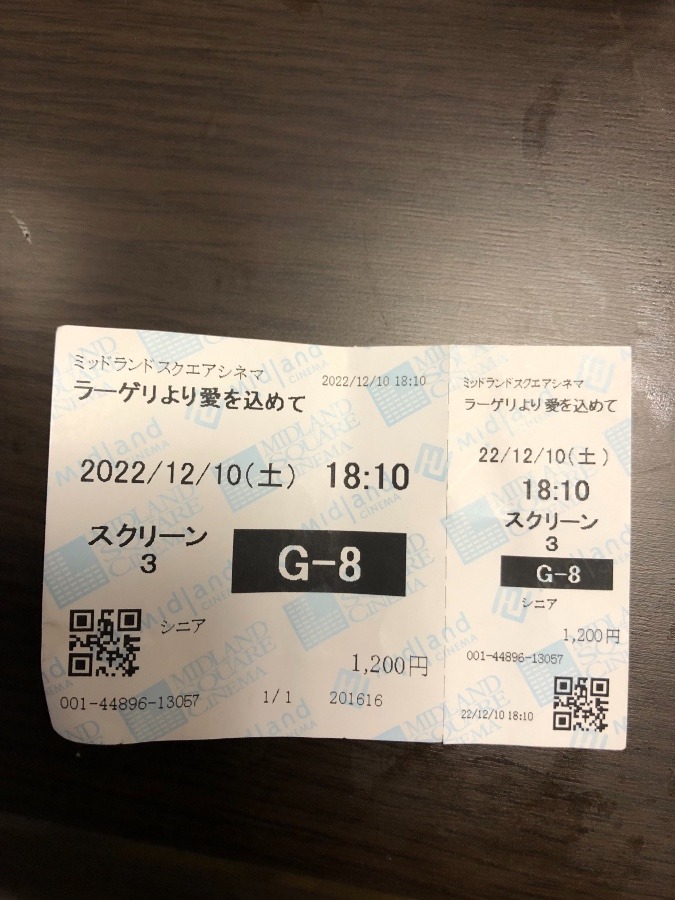 ミッドランドスクエアシネマ
2022/12/10 18:10
ラーゲリより愛を込めて
2022/12/10(土) 18:10
スクリーン
3
G-8
シニア
1,200円
001-44896-13057
1/1
201616
ミッドランドスクエアシネマ
ラーゲリより愛を込めて
22/12/10(土)
18:10
スクリーン
3
G-8
シニア
1,200円
001-44896-13057
22/12/10 18:10
Midland
CINEMA
MIDLAND
SQUARE
CINEMA